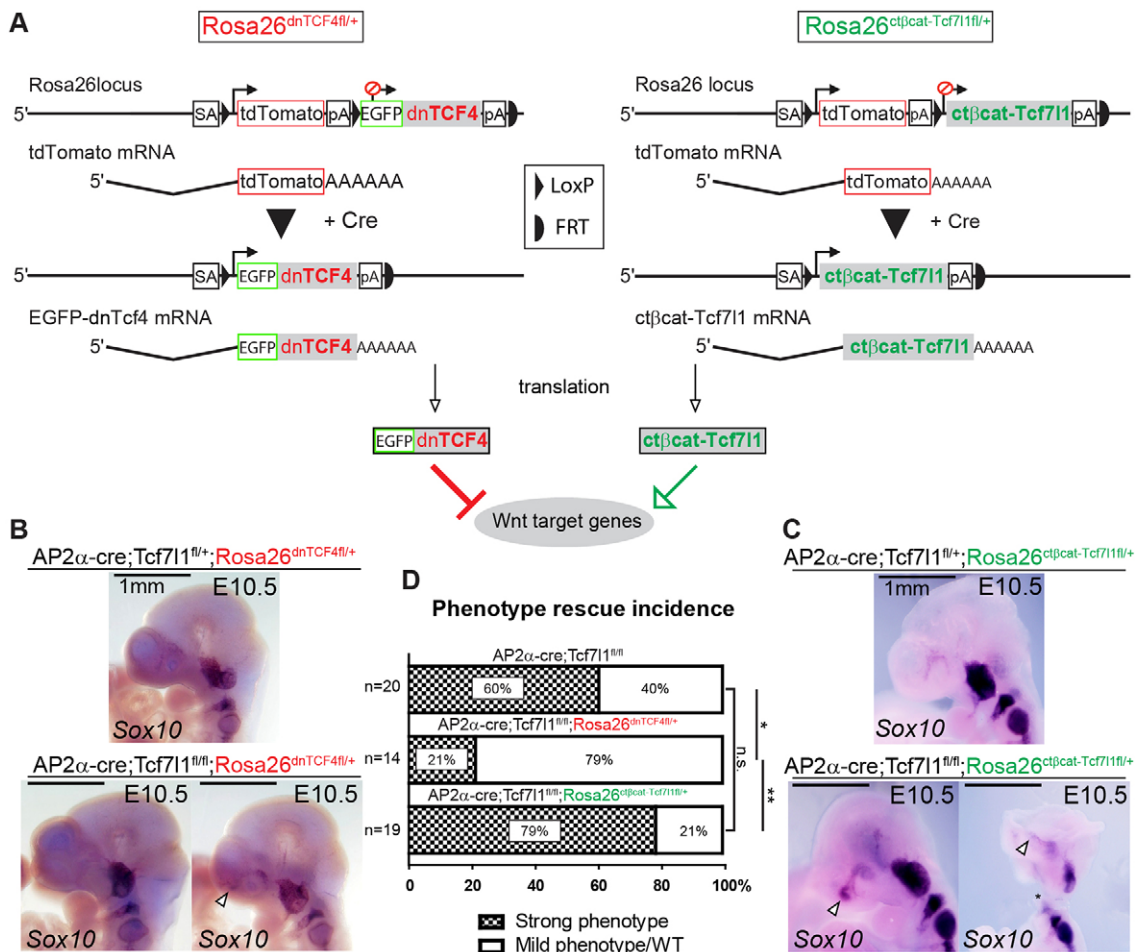 A
Rosa26dnTCF4fl/+
Rosa26ctβcat-Tcf7l1fl/+
Rosa26locus
5'
SA
tdTomato
pA
EGFP
dnTCF4
pA
tdTomato mRNA
5'
tdTomato
AAAAAA
+ Cre
5'
SA
EGFP
dnTCF4
pA
EGFP-dnTcf4 mRNA
5'
EGFP
dnTCF4
AAAAAA
LoxP
FRT
Rosa26 locus
5'
SA
tdTomato
pA
ctβcat-Tcf7l1
pA
tdTomato mRNA
5'
tdTomato
AAAAAA
+ Cre
5'
SA
ctβcat-Tcf7l1
pA
ctβcat-Tcf7l1 mRNA
5'
ctβcat-Tcf7l1
AAAAAA
translation
EGFP
dnTCF4
ctβcat-Tcf7l1
Wnt target genes
B
AP2α-cre;Tcf7l1fl/+;Rosa26dnTCF4fl/+
1mm
E10.5
Sox10
AP2α-cre;Tcf7l1fl/fl;Rosa26dnTCF4fl/+
E10.5
E10.5
Sox10
Sox10
D
Phenotype rescue incidence
AP2α-cre;Tcf7l1fl/fl
n=20
60%
40%
AP2α-cre;Tcf7l1fl/fl;Rosa26dnTCF4fl/+
n=14
21%
79%
AP2α-cre;Tcf7l1fl/fl;Rosa26ctβcat-Tcf7l1fl/+
n=19
79%
21%
n.s.
*
**
0
20
40
60
80
100%
Strong phenotype
Mild phenotype/WT
C
AP2α-cre;Tcf7l1fl/+;Rosa26ctβcat-Tcf7l1fl/+
1mm
E10.5
Sox10
AP2α-cre;Tcf7l1fl/fl;Rosa26ctβcat-Tcf7l1fl/+
E10.5
E10.5
*
Sox10
Sox10